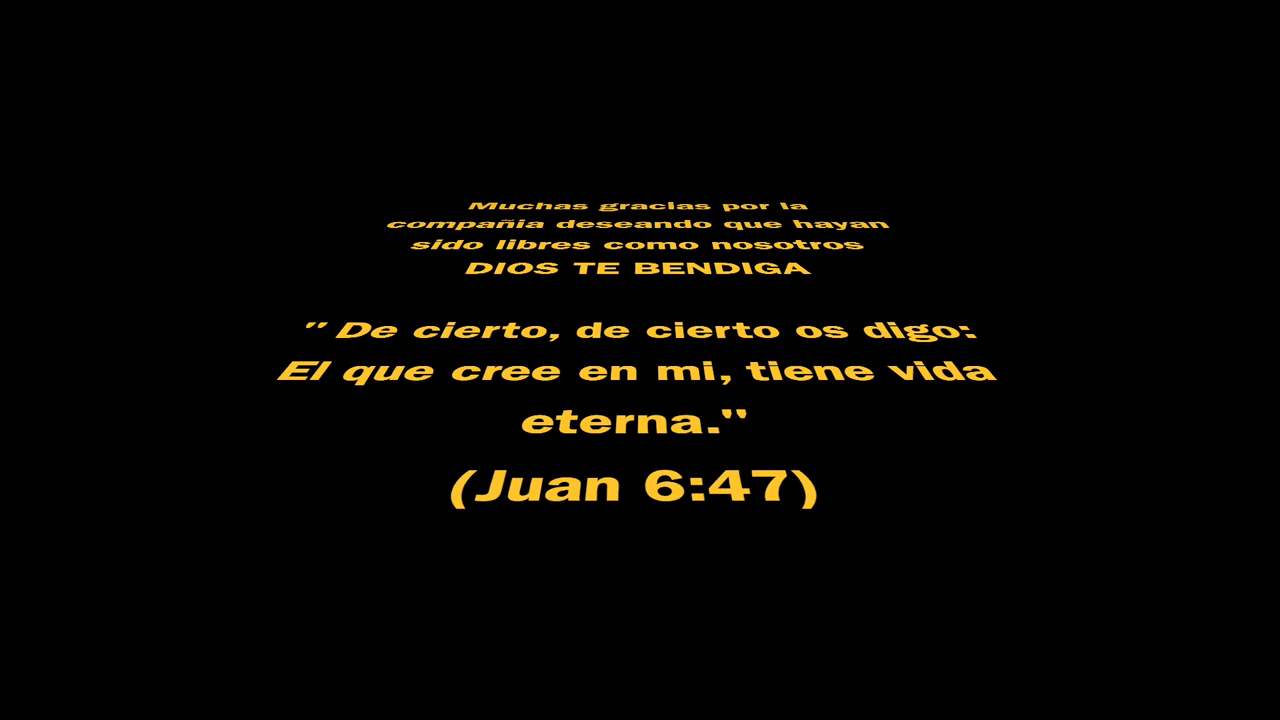 Muchas gracias por la
compañia deseando que hayan
sido libres como nosotros
DIOS TE BENDIGA
" De cierto, de cierto os digo:
El que cree en mi, tiene vida
eterna."
(Juan 6:47)